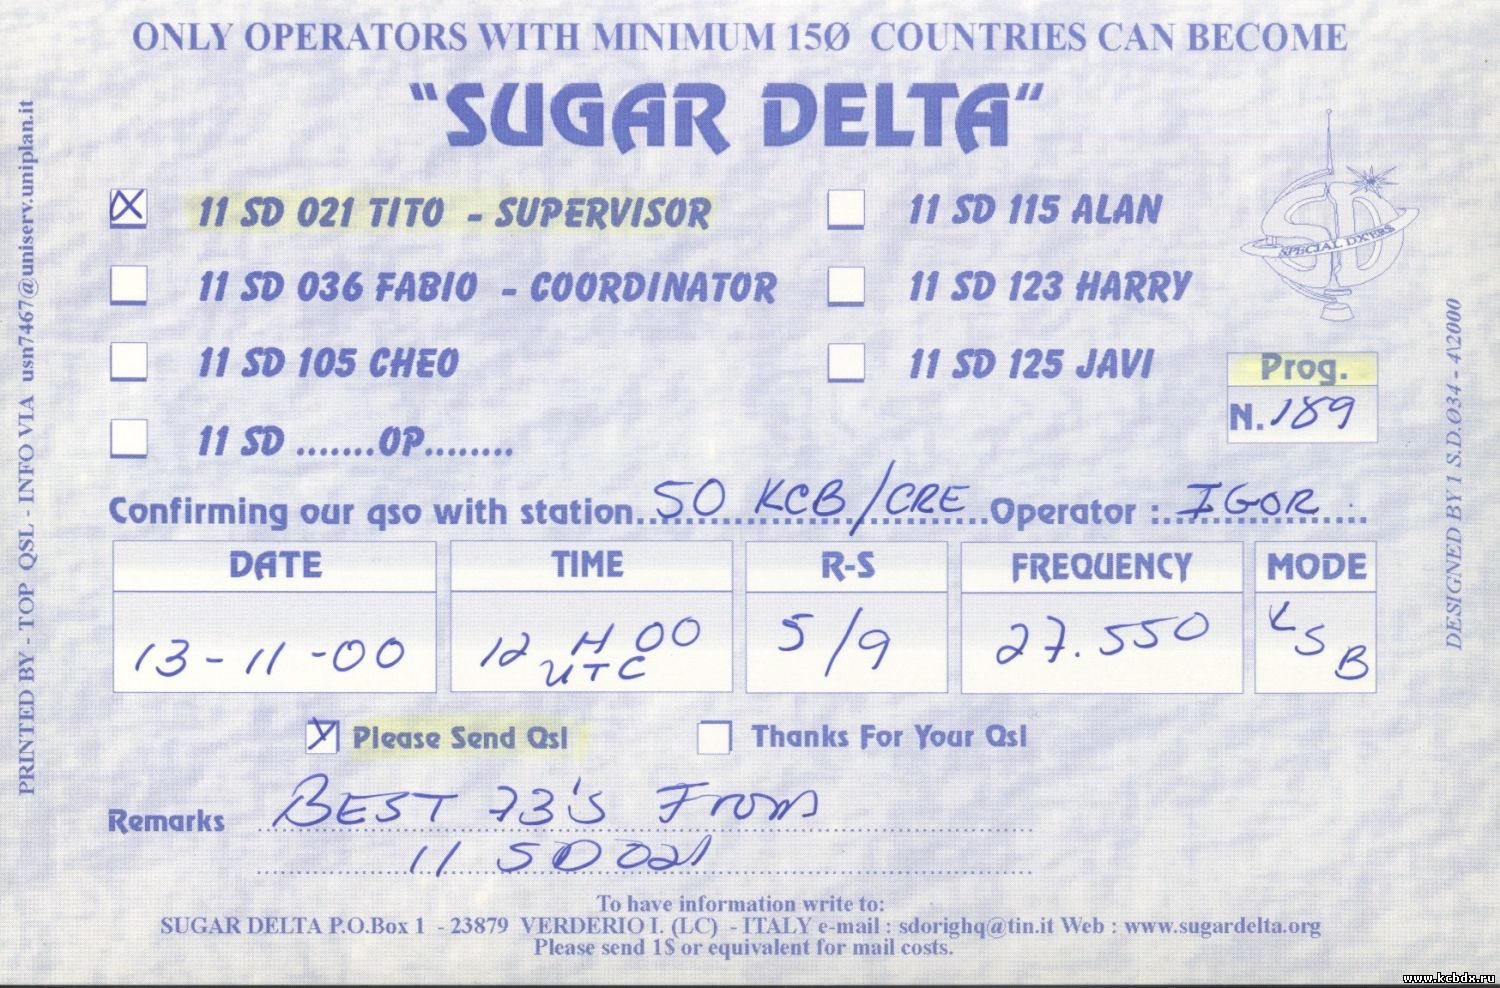 ONLY OPERATORS WITH MINIMUM 15Ø COUNTRIES CAN BECOME
"SUGAR DELTA"
11 SD 021 TITO - SUPERVISOR
11 SD 115 ALAN
11 SD 036 FABIO - COORDINATOR
11 SD 123 HARRY
11 SD 105 CHEO
11 SD 125 JAVI
11 SD .......OP........
SD
SPECIAL DX'ERS
Prog.
N. 189
Confirming our qso with station 50 KCB/CRE Operator : IGOR
DATE TIME R-S FREQUENCY MODE
13-11-00 12 H 00 UTC 5/9 27.550 LSB
Please Send Qsl Thanks For Your Qsl
Remarks BEST 73'S From
11 SD 021
To have information write to:
SUGAR DELTA P.O.Box 1 - 23879 VERDERIO I. (LC) - ITALY e-mail : sdorighq@tin.it Web : www.sugardelta.org
Please send 1$ or equivalent for mail costs.
PRINTED BY - TOP QSL - INFO VIA usn7467@uniserv.uniplan.it
DESIGNED BY 1 S.D.Ø34 - 4\2000
www.kcbdx.ru